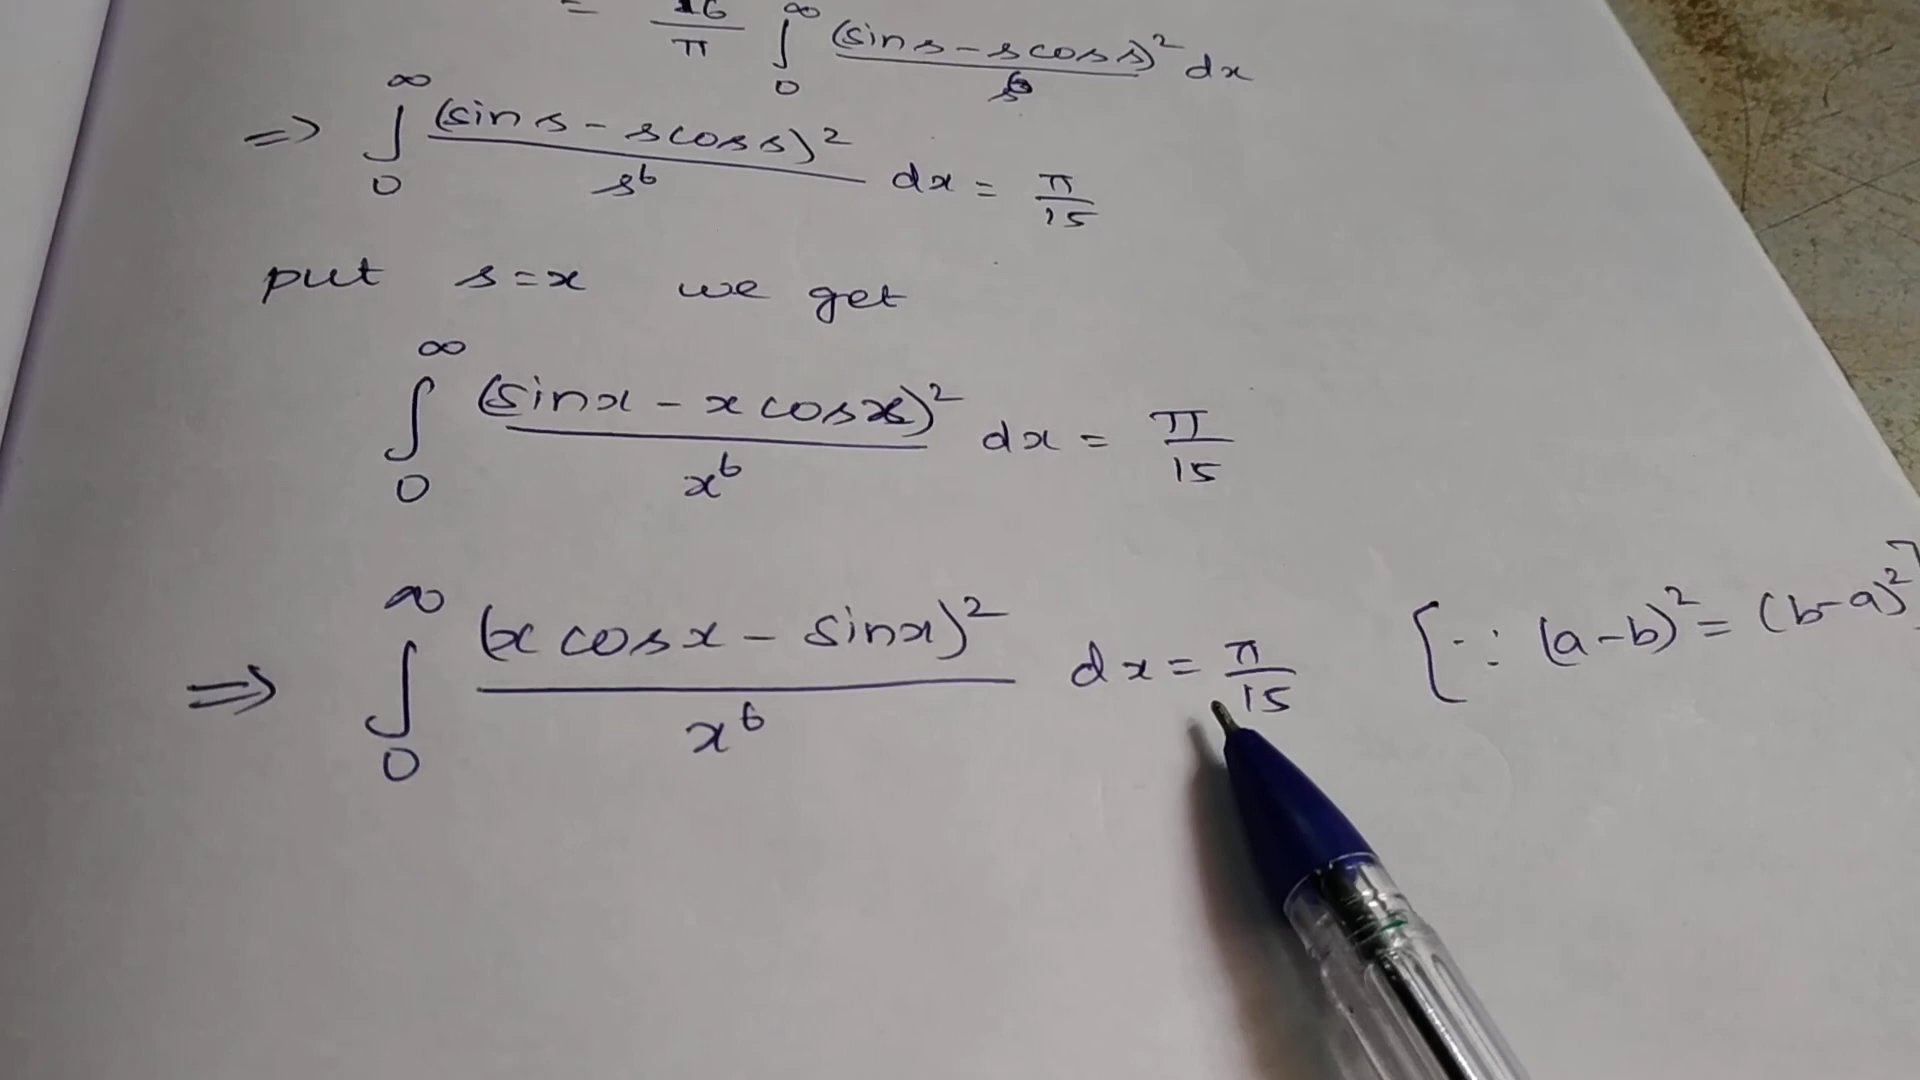 = 16/π ∫₀^∞ (sin s - s cos s)²/s⁶ dx
=> ∫₀^∞ (sin s - s cos s)²/s⁶ dx = π/15
put s = x we get
∫₀^∞ (sin x - x cos x)²/x⁶ dx = π/15
=> ∫₀^∞ (x cos x - sin x)²/x⁶ dx = π/15 [∵ (a-b)² = (b-a)²]